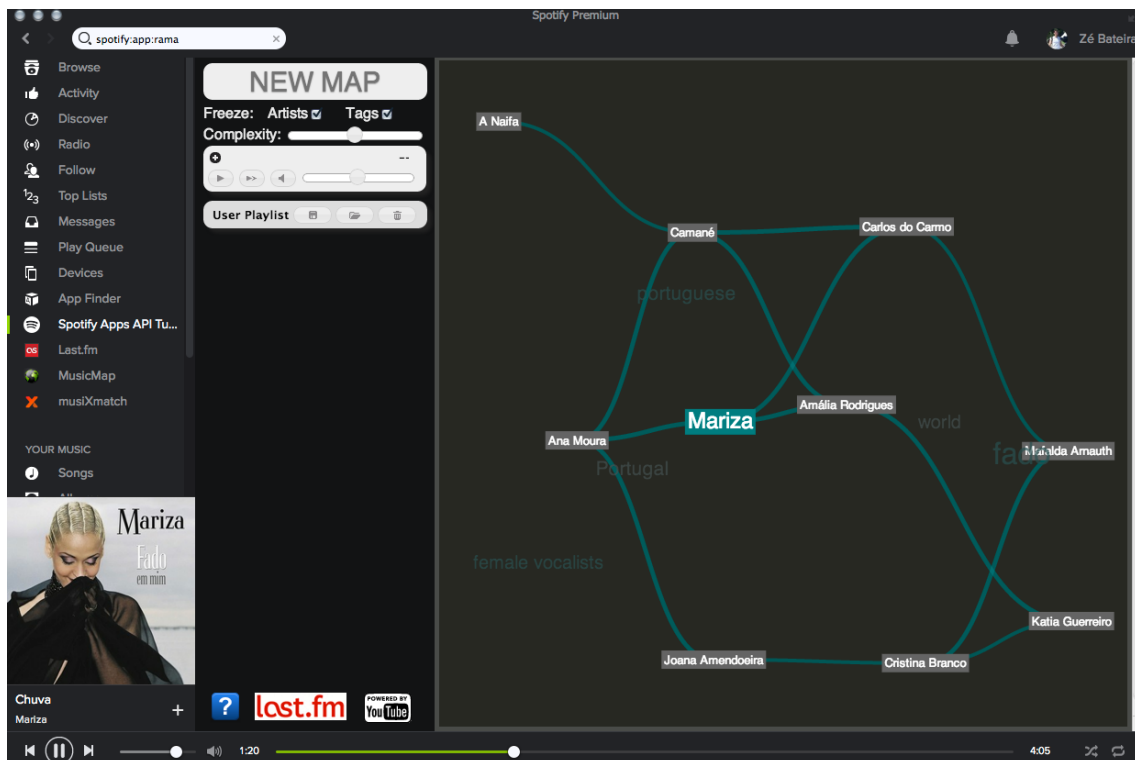 Spotify Premium
spotify:app:rama
Zé Bateira
Browse
Activity
Discover
Radio
Follow
Top Lists
Messages
Play Queue
Devices
App Finder
Spotify Apps API Tu...
Last.fm
MusicMap
musiXmatch
YOUR MUSIC
Songs
Mariza
Fado
em mim
Chuva
Mariza
NEW MAP
Freeze: Artists Tags
Complexity:
--
User Playlist
?
last.fm
POWERED BY
YouTube
A Naifa
Camané
Carlos do Carmo
portuguese
Mariza
Amália Rodrigues
world
Ana Moura
fado
Mafalda Arnauth
Portugal
female vocalists
Katia Guerreiro
Joana Amendoeira
Cristina Branco
1:20
4:05